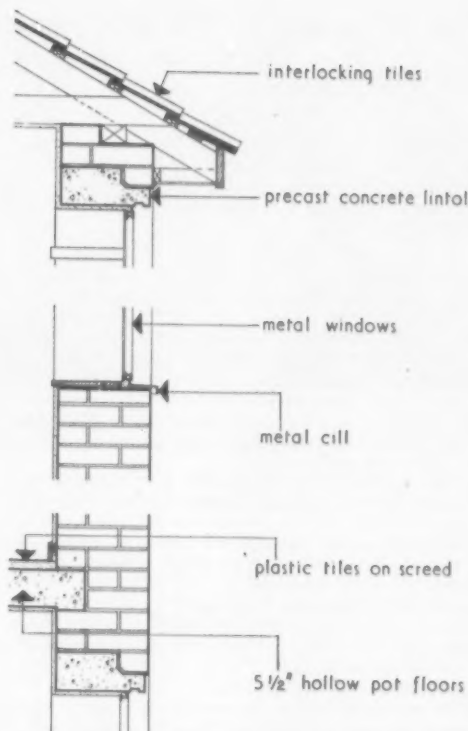 interlocking tiles
precast concrete lintol
metal windows
metal cill
plastic tiles on screed
5 1/2" hollow pot floors